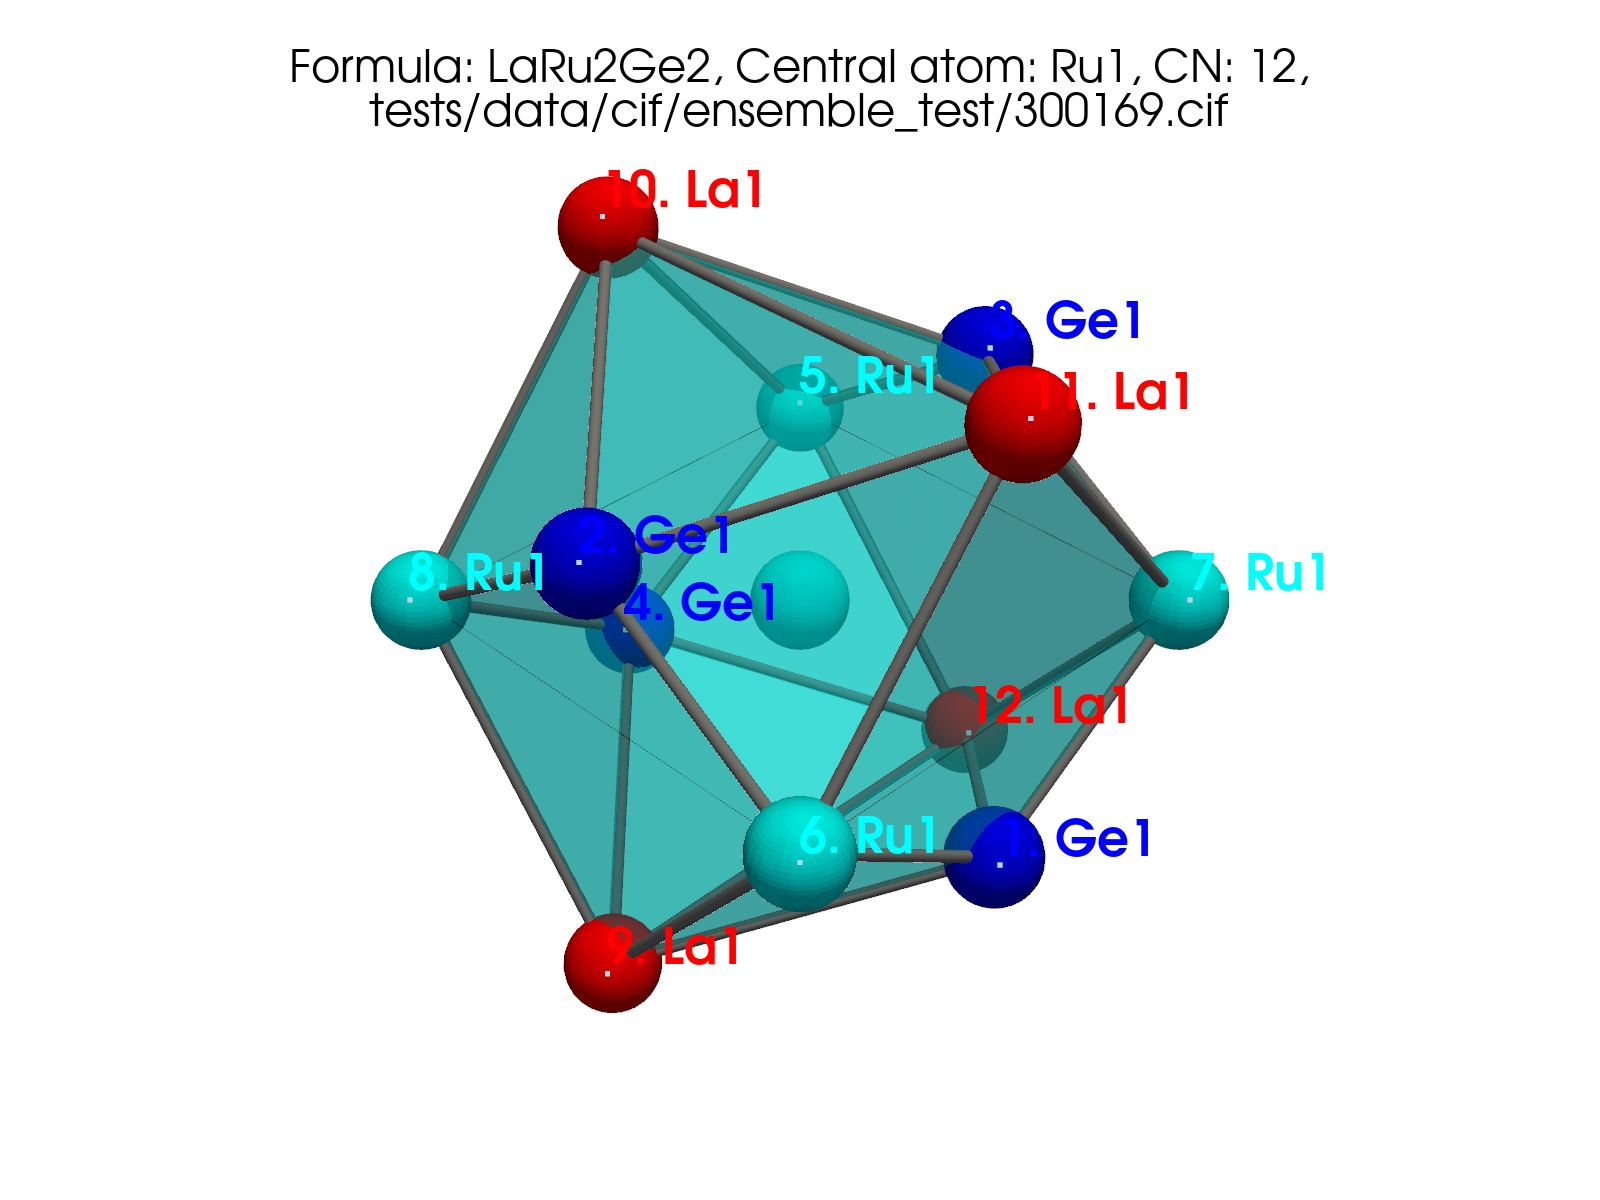 Formula: LaRu2Ge2, Central atom: Ru1, CN: 12,
tests/data/cif/ensemble_test/300169.cif
10. La1
3. Ge1
5. Ru1
11. La1
2. Ge1
8. Ru1
7. Ru1
4. Ge1
12. La1
6. Ru1
1. Ge1
9. La1